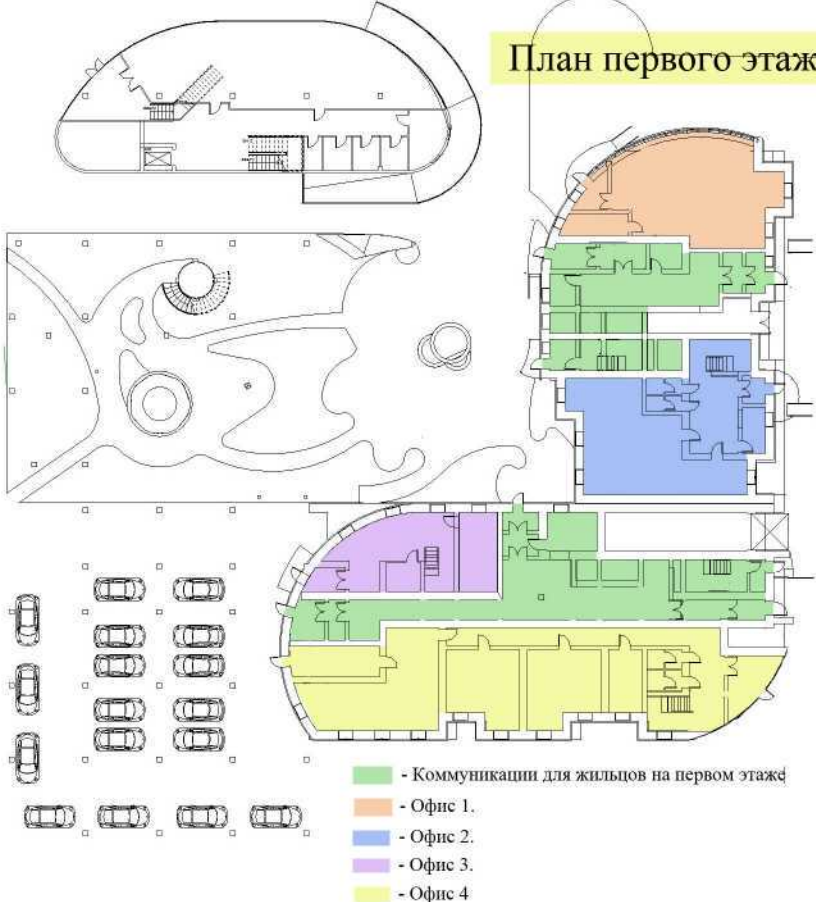 План первого этаж
- Коммуникации для жильцов на первом этаже
- Офис 1.
- Офис 2.
- Офис 3.
- Офис 4